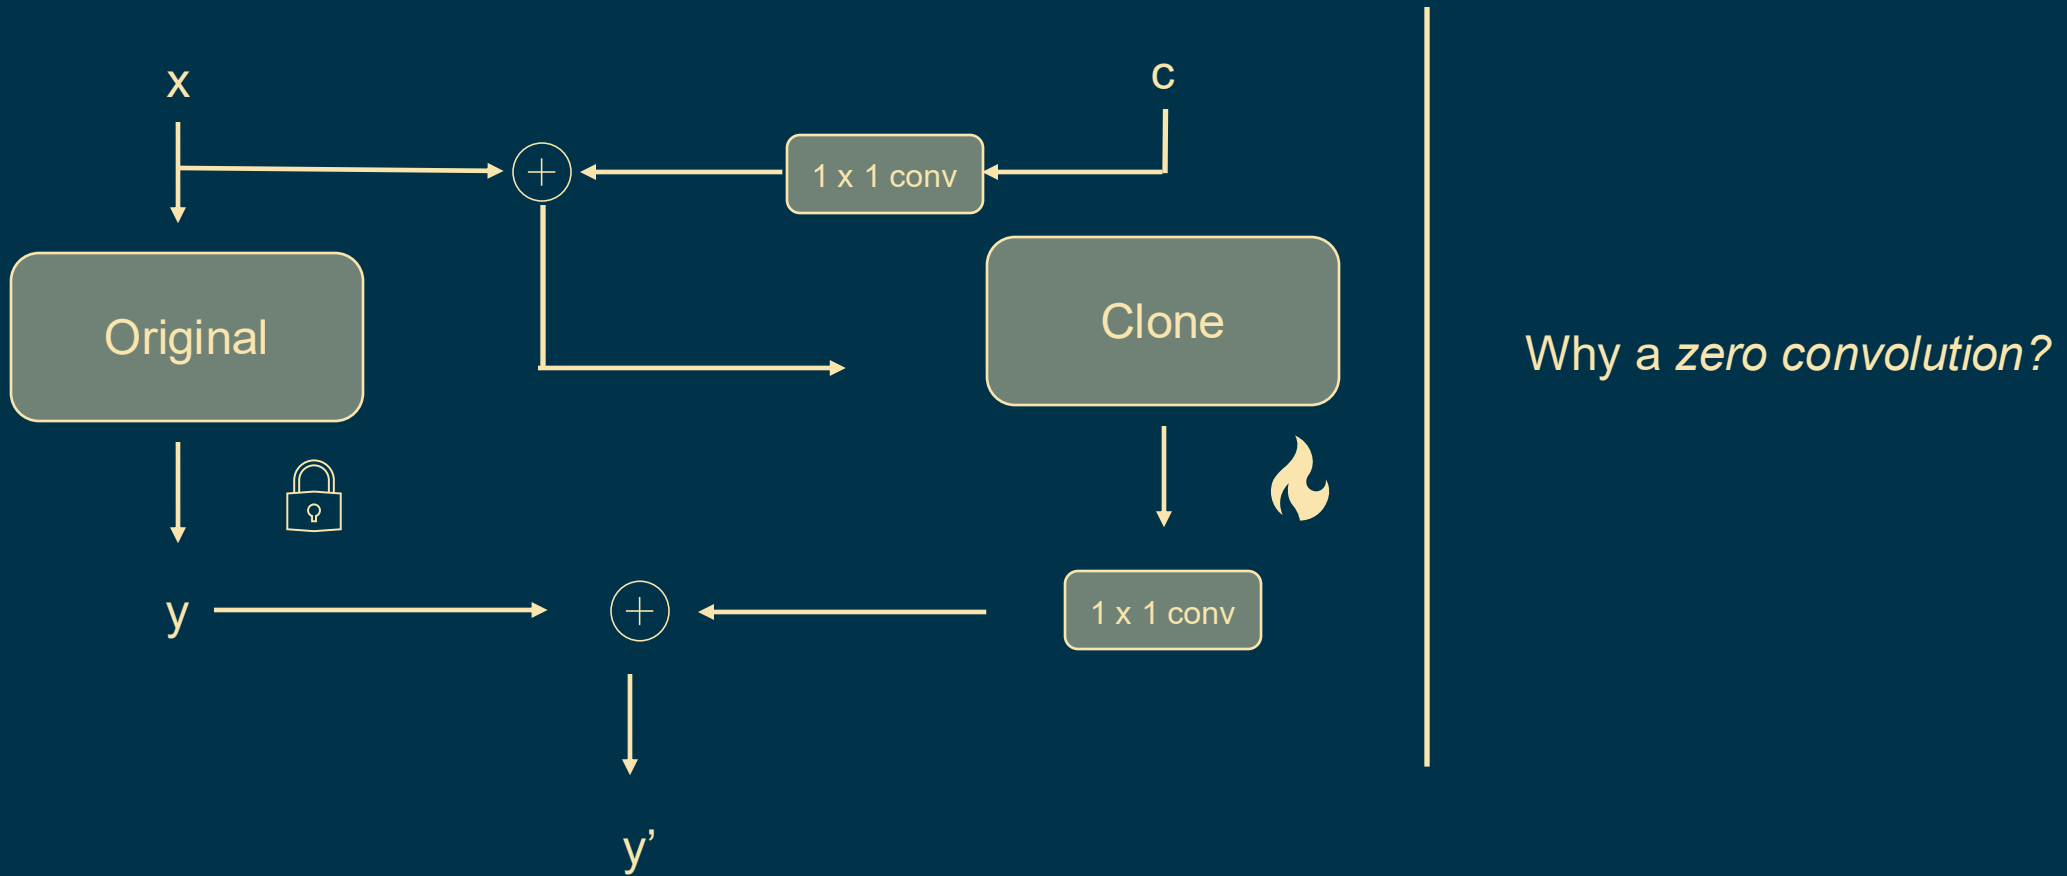 x
c
1 x 1 conv
Original
Clone
y
1 x 1 conv
y’
Why a zero convolution?